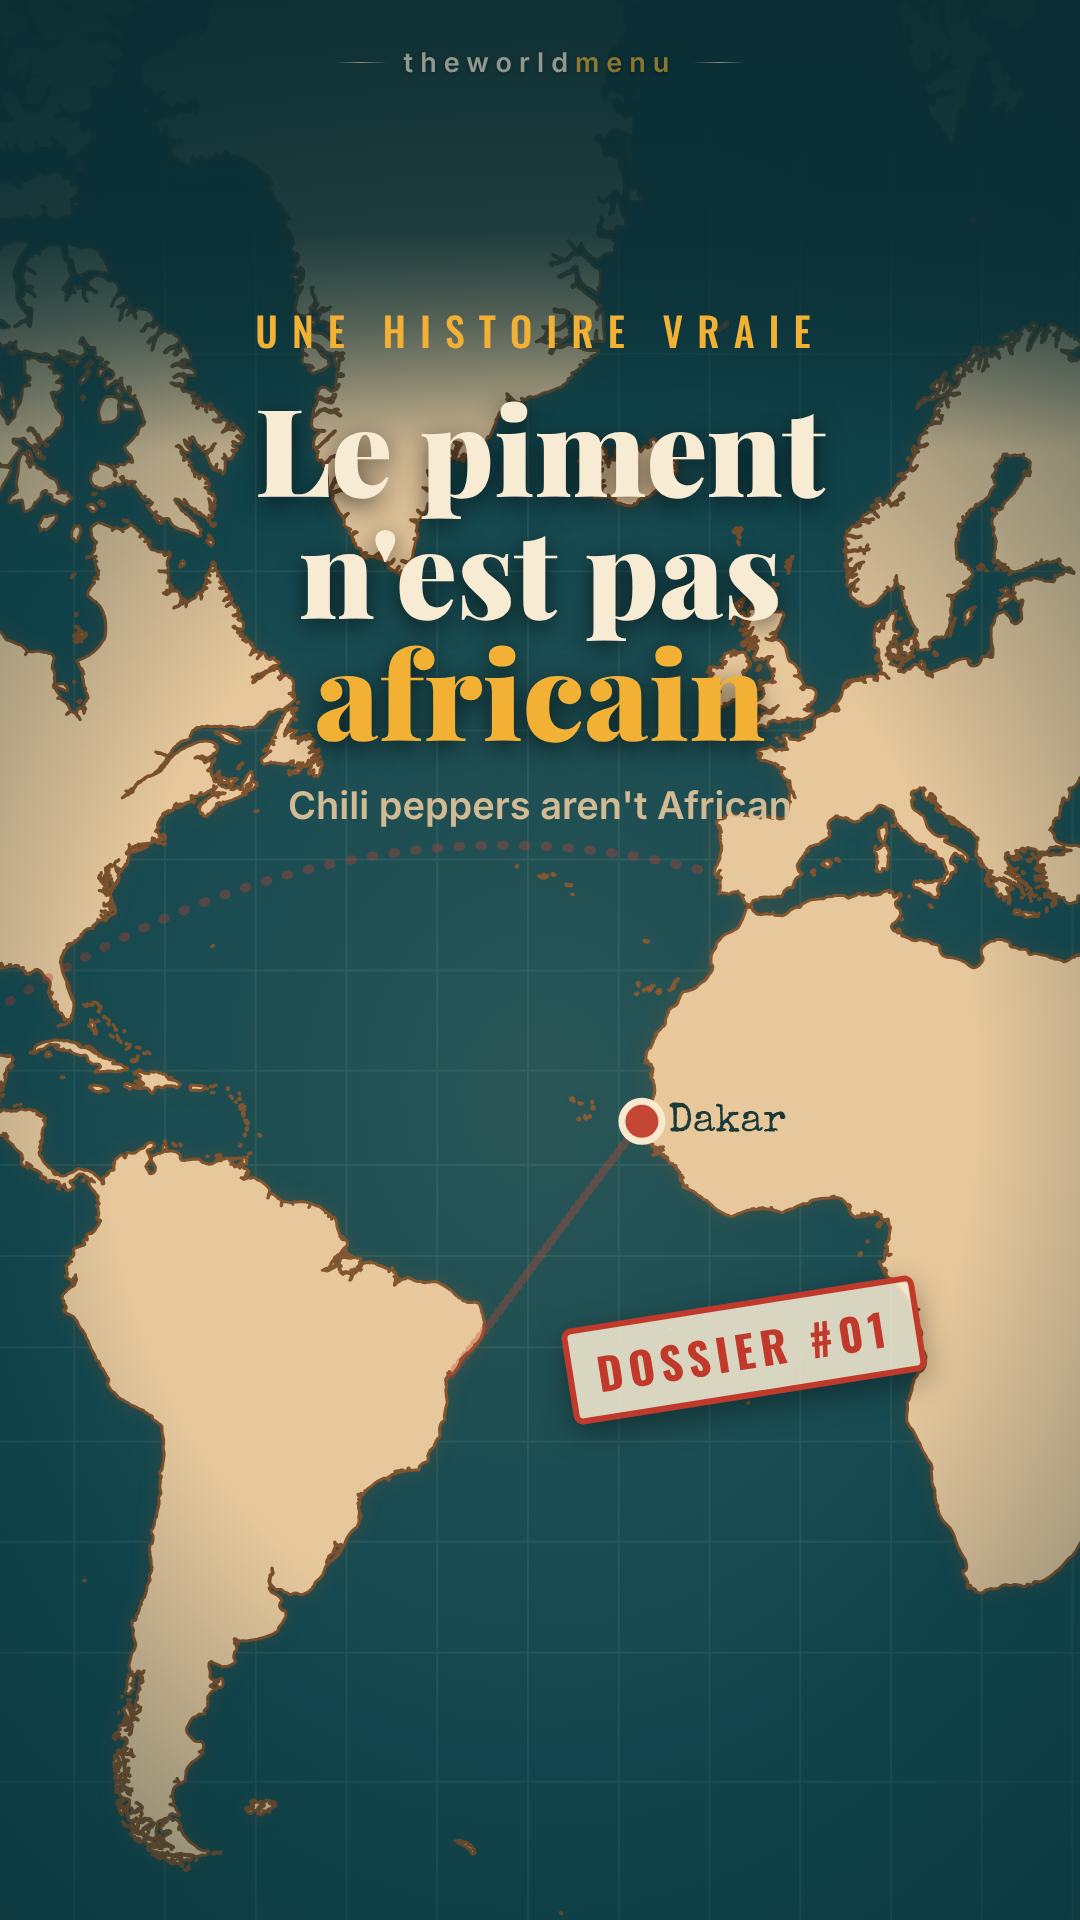 theworldmenu
UNE HISTOIRE VRAIE
Le piment
n'est pas
africain
Chili peppers aren't African
Dakar
DOSSIER #01